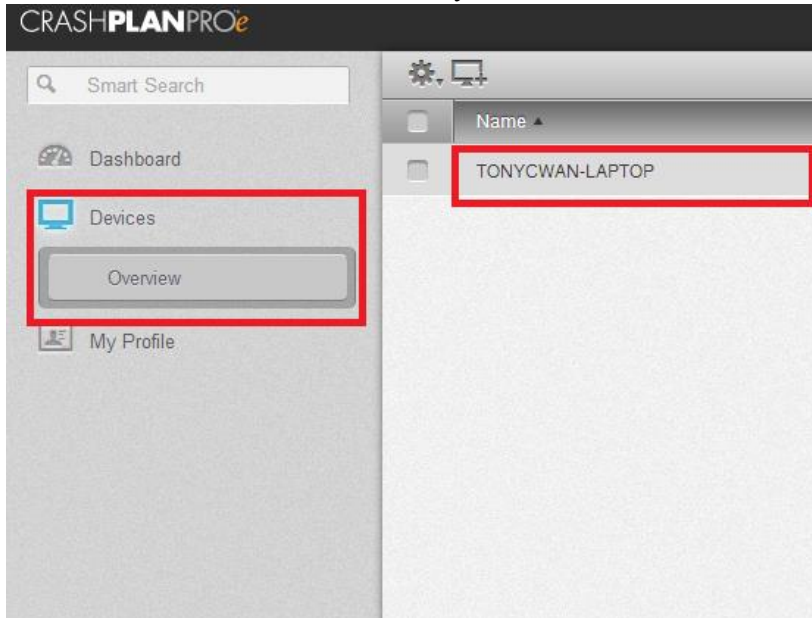 CRASHPLANPROe
Smart Search
Dashboard
Devices
Overview
My Profile
Name
TONYCWAN-LAPTOP